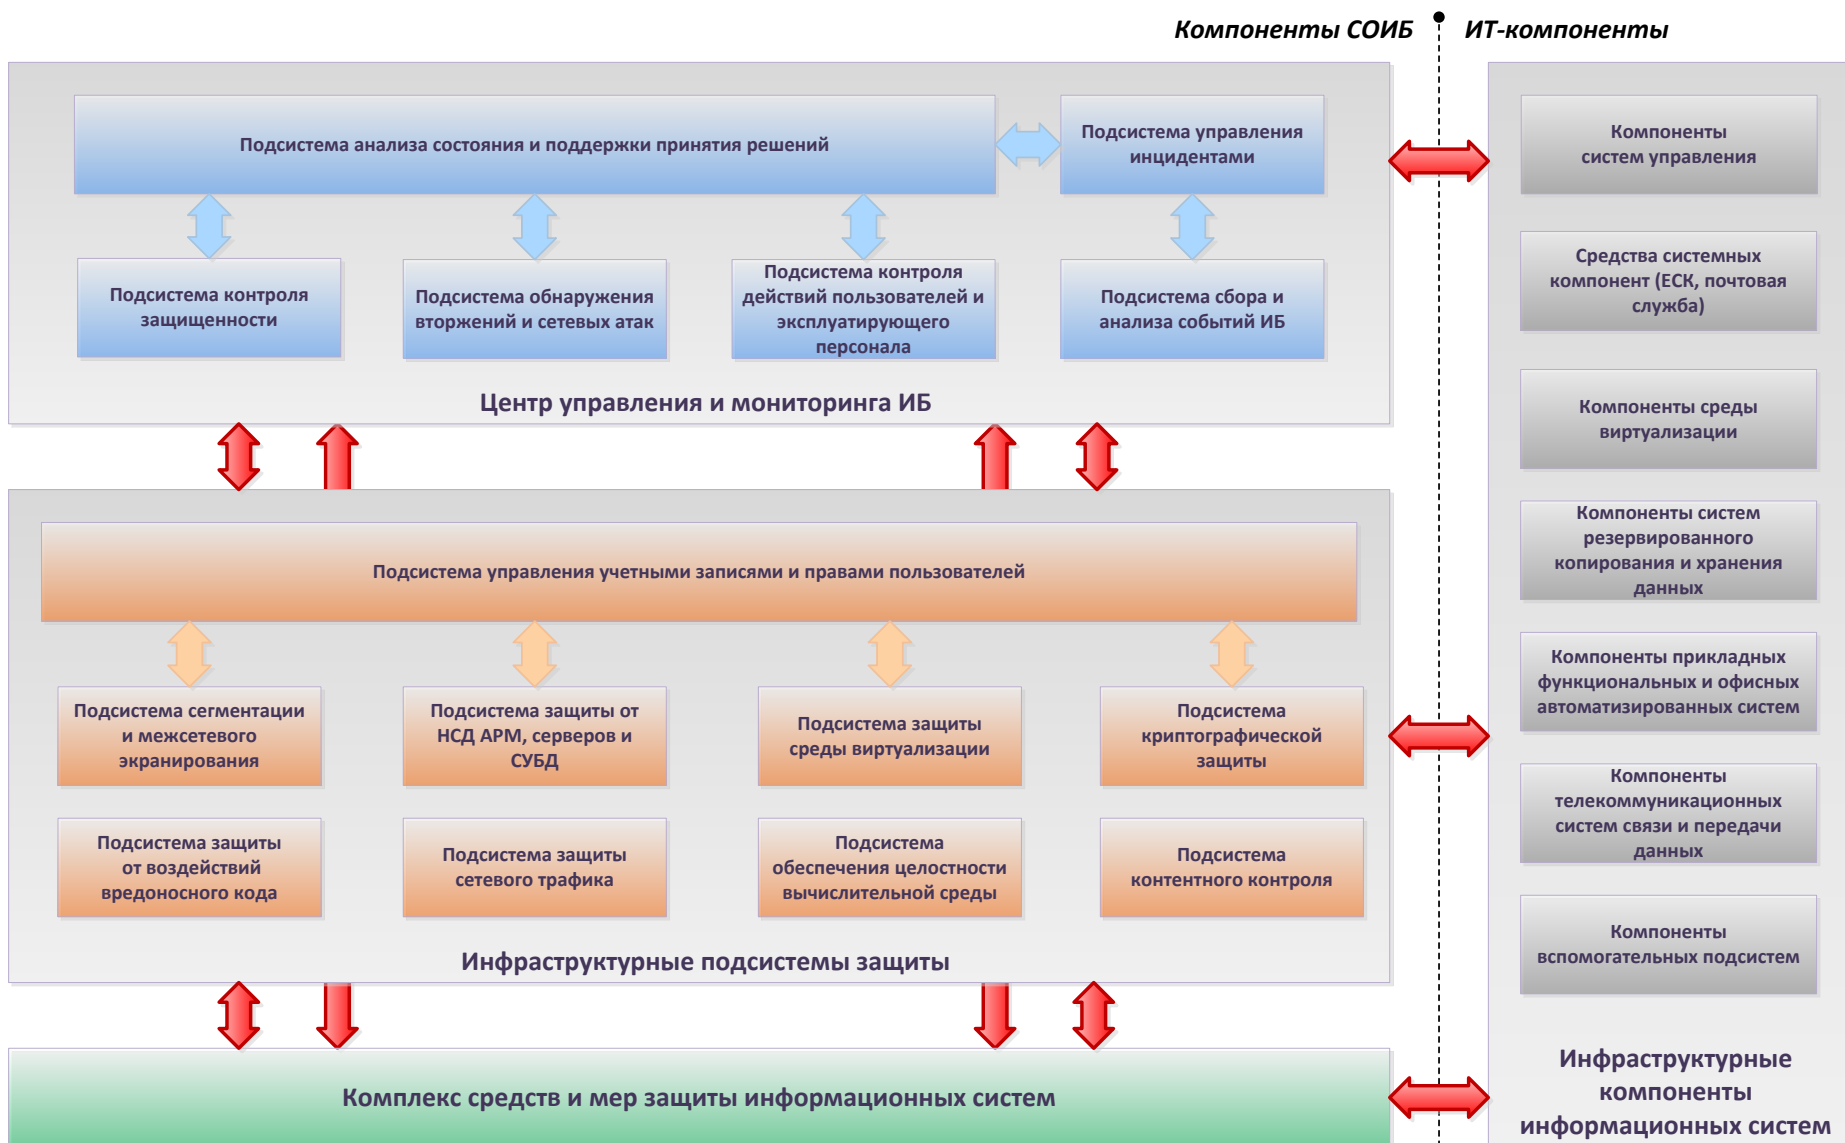 Компоненты СОИБ
ИТ-компоненты
Подсистема анализа состояния и поддержки принятия решений
Подсистема управления
инцидентами
Подсистема контроля
защищенности
Подсистема обнаружения
вторжений и сетевых атак
Подсистема контроля
действий пользователей и
эксплуатирующего
персонала
Подсистема сбора и
анализа событий ИБ
Центр управления и мониторинга ИБ
Подсистема управления учетными записями и правами пользователей
Подсистема сегментации
и межсетевого
экранирования
Подсистема защиты от
НСД АРМ, серверов и
СУБД
Подсистема защиты
среды виртуализации
Подсистема
криптографической
защиты
Подсистема защиты
от воздействий
вредоносного кода
Подсистема защиты
сетевого трафика
Подсистема
обеспечения целостности
вычислительной среды
Подсистема
контентного контроля
Инфраструктурные подсистемы защиты
Комплекс средств и мер защиты информационных систем
Компоненты
систем управления
Средства системных
компонент (ЕСК, почтовая
служба)
Компоненты среды
виртуализации
Компоненты систем
резервированного
копирования и хранения
данных
Компоненты прикладных
функциональных и офисных
автоматизированных систем
Компоненты
телекоммуникационных
систем связи и передачи
данных
Компоненты
вспомогательных подсистем
Инфраструктурные
компоненты
информационных систем